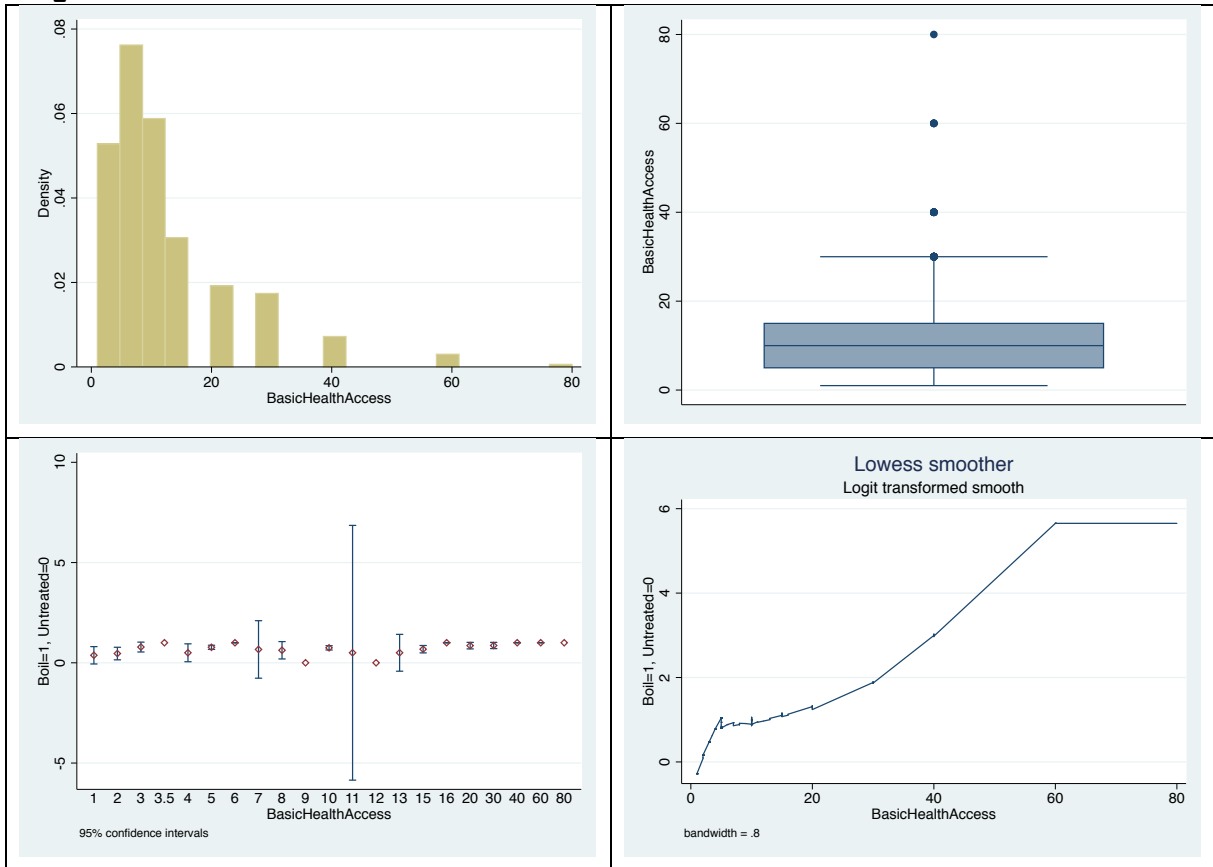 .08
.06
.04
.02
0
Density
0 20 40 60 80
BasicHealthAccess
80
60
40
20
0
BasicHealthAccess
10
5
0
-5
Boil=1, Untreated=0
1 2 3 3.5 4 5 6 7 8 9 10 11 12 13 15 16 20 30 40 60 80
BasicHealthAccess
95% confidence intervals
Lowess smoother
Logit transformed smooth
6
4
2
0
Boil=1, Untreated=0
0 20 40 60 80
BasicHealthAccess
bandwidth = .8